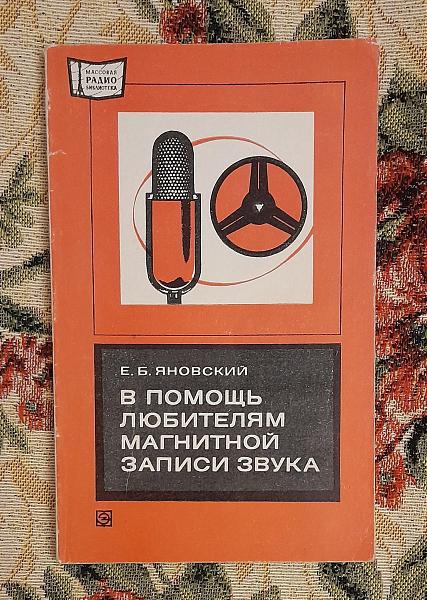 МАССОВАЯ
РАДИО
БИБЛИОТЕКА
Е. Б. ЯНОВСКИЙ
В ПОМОЩЬ
ЛЮБИТЕЛЯМ
МАГНИТНОЙ
ЗАПИСИ ЗВУКА